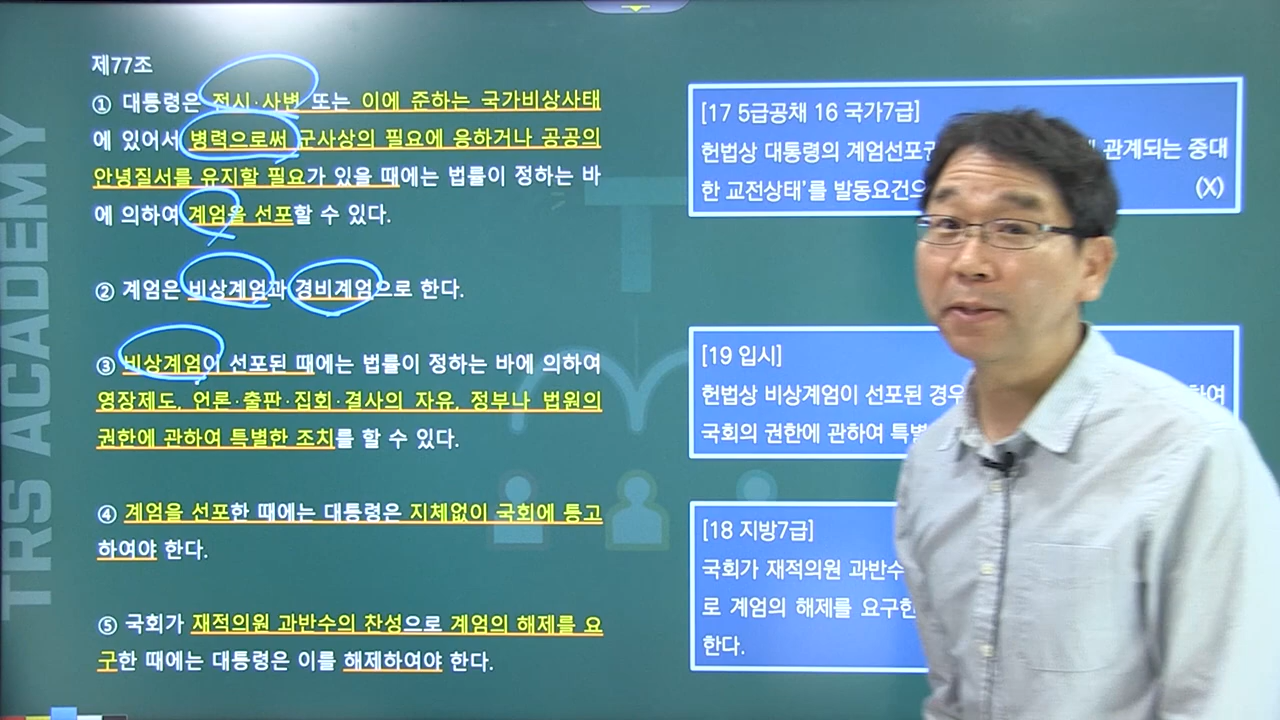 제77조
① 대통령은 전시·사변 또는 이에 준하는 국가비상사태
에 있어서 병력으로써 군사상의 필요에 응하거나 공공의
안녕질서를 유지할 필요가 있을 때에는 법률이 정하는 바
에 의하여 계엄을 선포할 수 있다.
② 계엄은 비상계엄과 경비계엄으로 한다.
③ 비상계엄이 선포된 때에는 법률이 정하는 바에 의하여
영장제도, 언론·출판·집회·결사의 자유, 정부나 법원의
권한에 관하여 특별한 조치를 할 수 있다.
④ 계엄을 선포한 때에는 대통령은 지체없이 국회에 통고
하여야 한다.
⑤ 국회가 재적의원 과반수의 찬성으로 계엄의 해제를 요
구한 때에는 대통령은 이를 해제하여야 한다.
[17 5급공채 16 국가7급]
헌법상 대통령의 계엄선포권 관계되는 중대
한 교전상태'를 발동요건으 (X)
[19 입시]
헌법상 비상계엄이 선포된 경우 하여
국회의 권한에 관하여 특별
[18 지방7급]
국회가 재적의원 과반수
로 계엄의 해제를 요구한
한다.
TRS ACADEMY